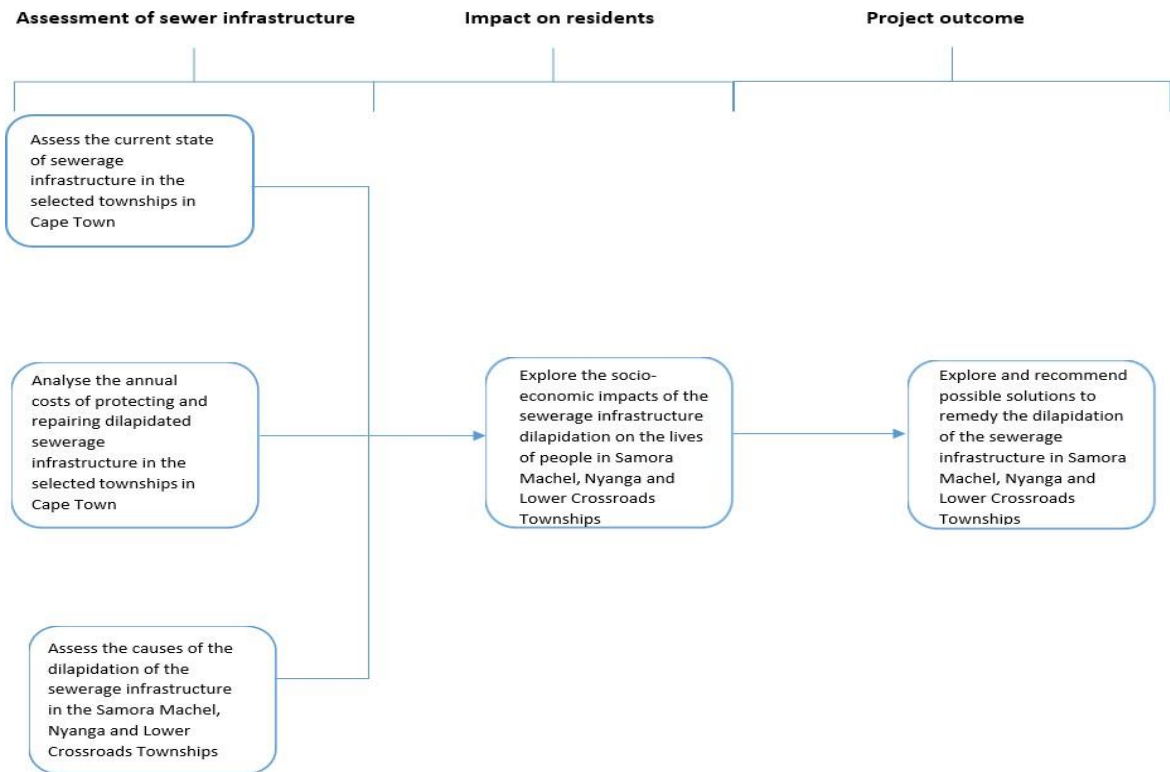 Assessment of sewer infrastructure
Impact on residents
Project outcome
Assess the current state
of sewerage
infrastructure in the
selected townships in
Cape Town
Analyse the annual
costs of protecting and
repairing dilapidated
sewerage
infrastructure in the
selected townships in
Cape Town
Assess the causes of the
dilapidation of the
sewerage infrastructure
in the Samora Machel,
Nyanga and Lower
Crossroads Townships
Explore the socio-
economic impacts of the
sewerage infrastructure
dilapidation on the lives
of people in Samora
Machel, Nyanga and
Lower Crossroads
Townships
Explore and recommend
possible solutions to
remedy the dilapidation
of the sewerage
infrastructure in Samora
Machel, Nyanga and
Lower Crossroads
Townships